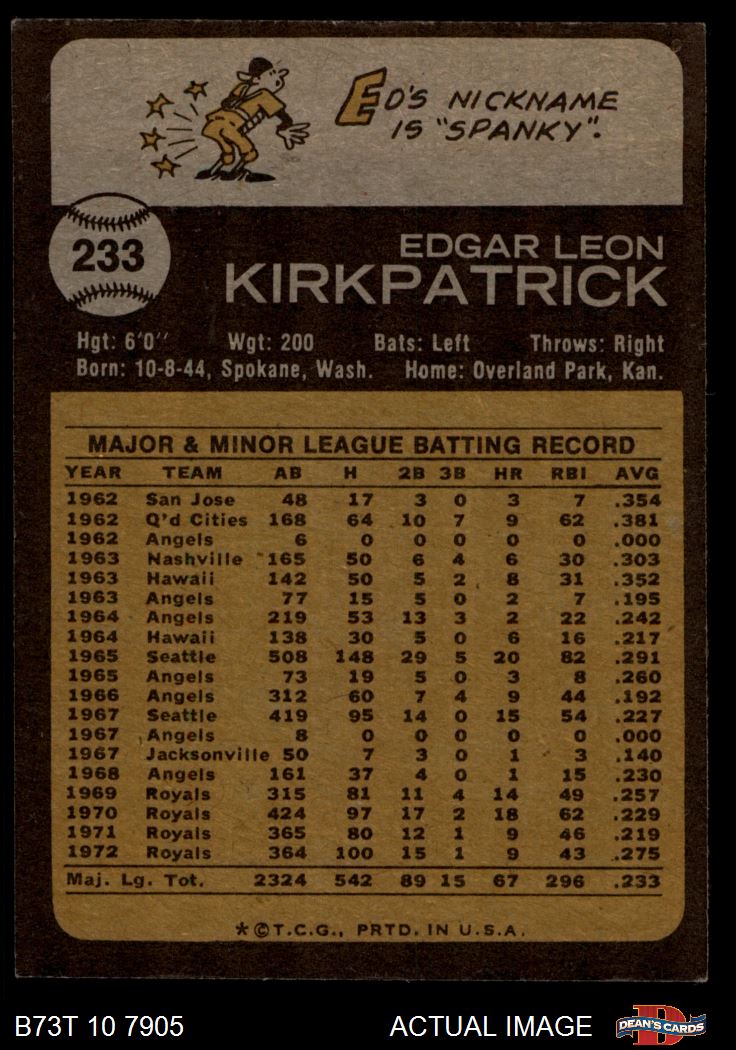 ED'S NICKNAME
IS "SPANKY".
233
EDGAR LEON
KIRKPATRICK
Hgt: 6'0'' Wgt: 200 Bats: Left Throws: Right
Born: 10-8-44, Spokane, Wash. Home: Overland Park, Kan.
MAJOR & MINOR LEAGUE BATTING RECORD
YEAR TEAM AB H 2B 3B HR RBI AVG
1962 San Jose 48 17 3 0 3 7 .354
1962 Q'd Cities 168 64 10 7 9 62 .381
1962 Angels 6 0 0 0 0 0 .000
1963 Nashville 165 50 6 4 6 30 .303
1963 Hawaii 142 50 5 2 8 31 .352
1963 Angels 77 15 5 0 2 7 .195
1964 Angels 219 53 13 3 2 22 .242
1964 Hawaii 138 30 5 0 6 16 .217
1965 Seattle 508 148 29 5 20 82 .291
1965 Angels 73 19 5 0 3 8 .260
1966 Angels 312 60 7 4 9 44 .192
1967 Seattle 419 95 14 0 15 54 .227
1967 Angels 8 0 0 0 0 0 .000
1967 Jacksonville 50 7 3 0 1 3 .140
1968 Angels 161 37 4 0 1 15 .230
1969 Royals 315 81 11 4 14 49 .257
1970 Royals 424 97 17 2 18 62 .229
1971 Royals 365 80 12 1 9 46 .219
1972 Royals 364 100 15 1 9 43 .275
Maj. Lg. Tot. 2324 542 89 15 67 296 .233
*©T.C.G., PRTD. IN U.S.A.
B73T 10 7905 ACTUAL IMAGE D DEAN'S CARDS